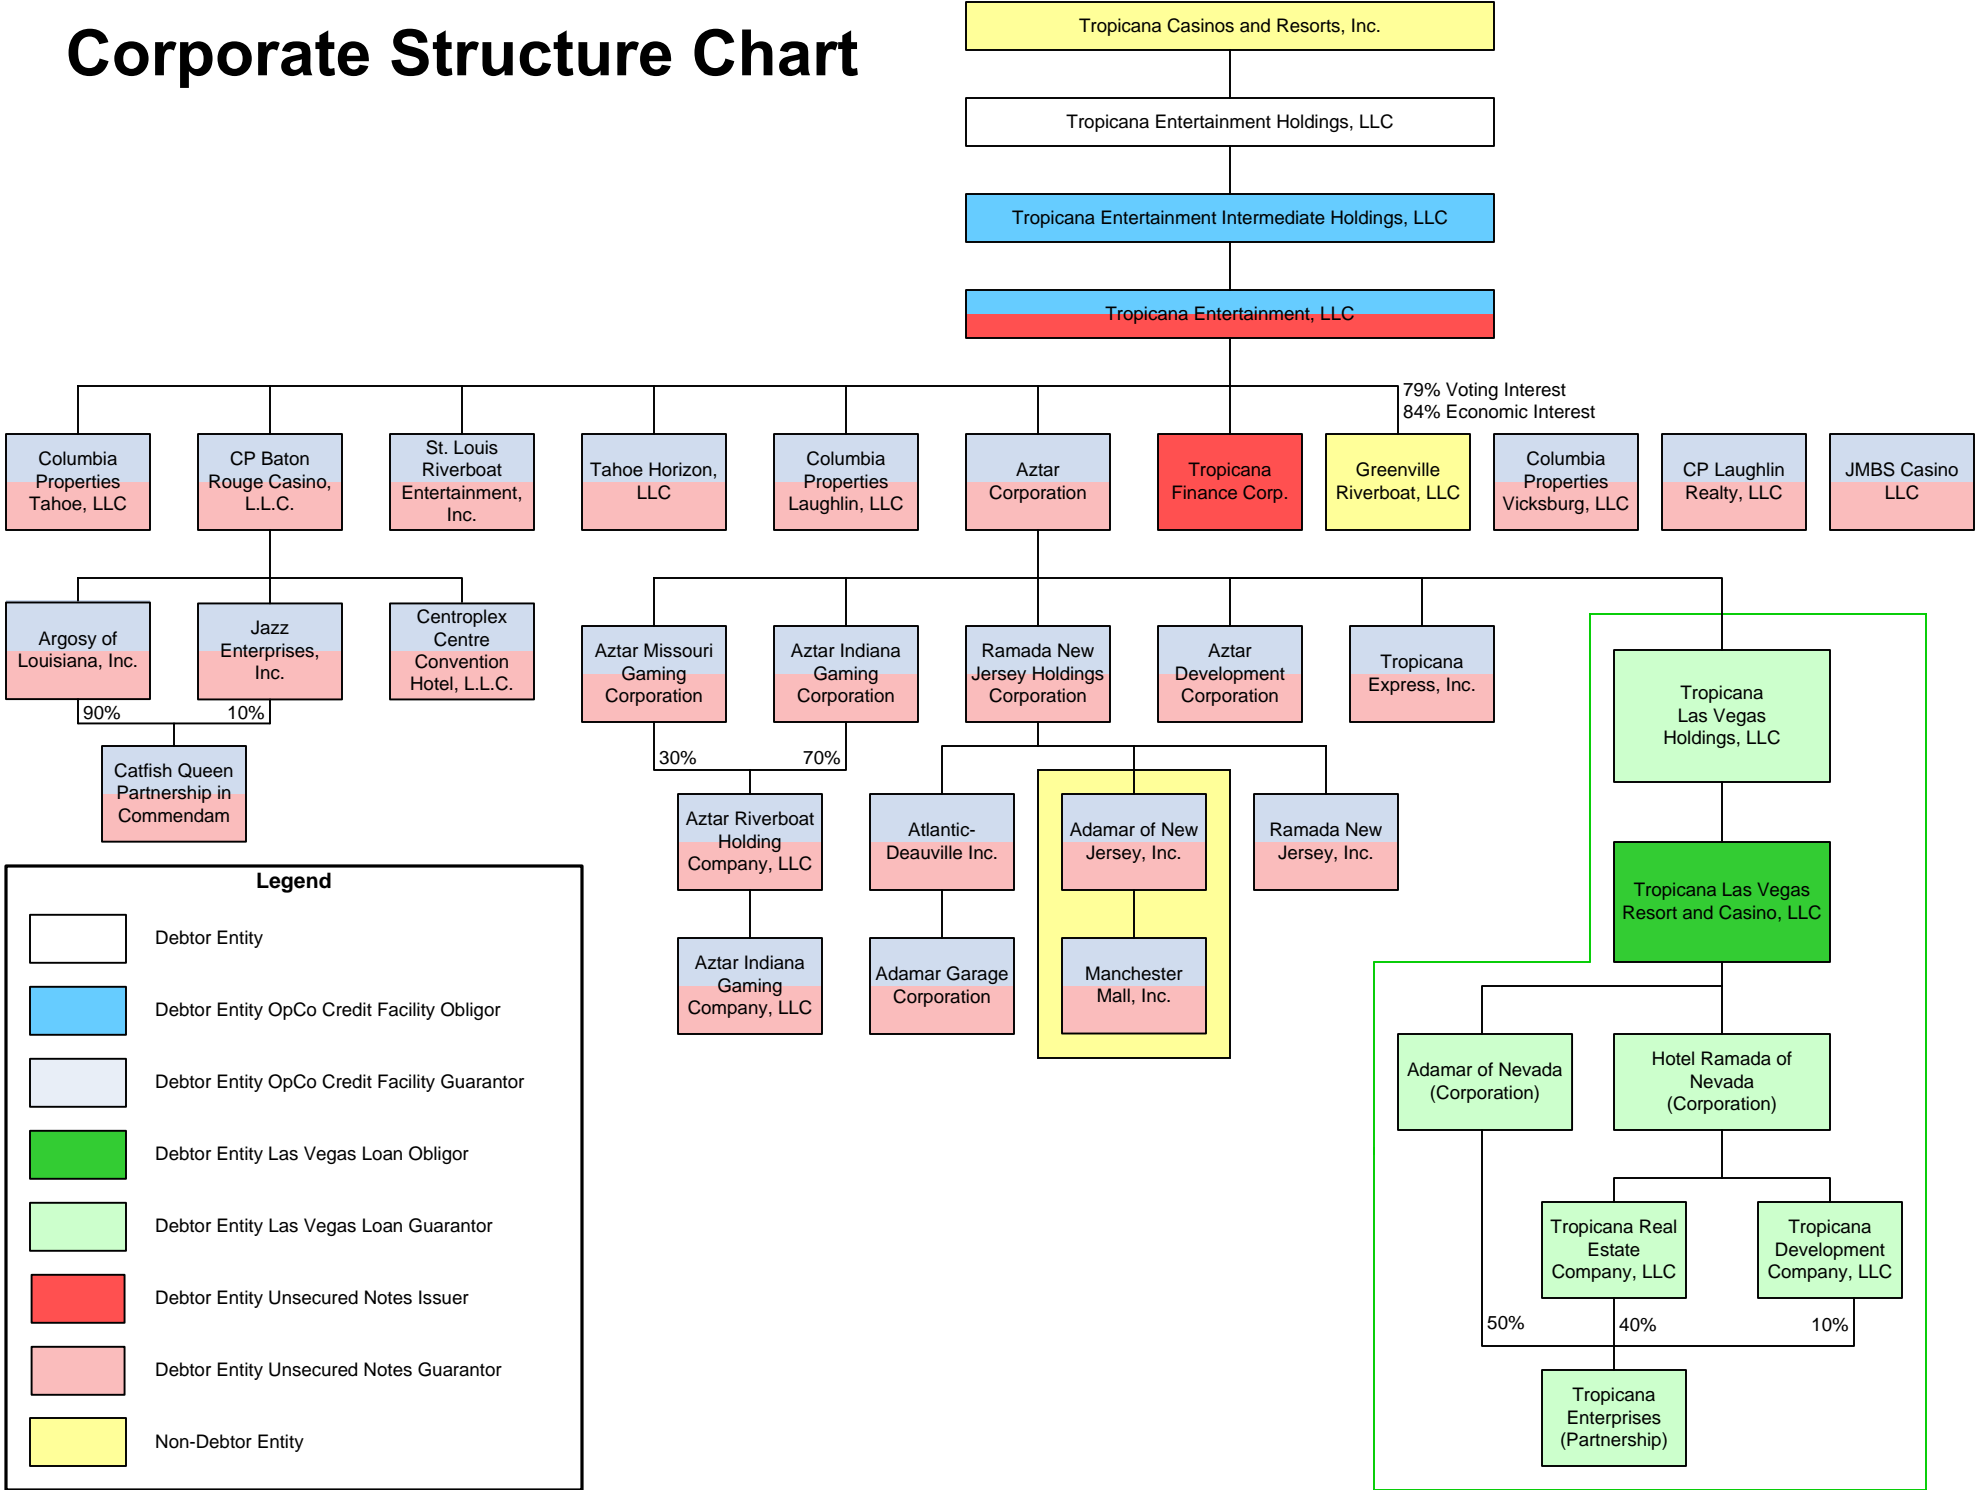 Corporate Structure Chart
Tropicana Casinos and Resorts, Inc.
Tropicana Entertainment Holdings, LLC
Tropicana Entertainment Intermediate Holdings, LLC
Tropicana Entertainment, LLC
79% Voting Interest
84% Economic Interest
Columbia
Properties
Tahoe, LLC
CP Baton
Rouge Casino,
L.L.C.
St. Louis
Riverboat
Entertainment,
Inc.
Tahoe Horizon,
LLC
Columbia
Properties
Laughlin, LLC
Aztar
Corporation
Tropicana
Finance Corp.
Greenville
Riverboat, LLC
Columbia
Properties
Vicksburg, LLC
CP Laughlin
Realty, LLC
JMBS Casino
LLC
Argosy of
Louisiana, Inc.
Jazz
Enterprises,
Inc.
Centroplex
Centre
Convention
Hotel, L.L.C.
90%
10%
Catfish Queen
Partnership in
Commendam
Aztar Missouri
Gaming
Corporation
Aztar Indiana
Gaming
Corporation
Ramada New
Jersey Holdings
Corporation
Aztar
Development
Corporation
Tropicana
Express, Inc.
Tropicana
Las Vegas
Holdings, LLC
30%
70%
Aztar Riverboat
Holding
Company, LLC
Atlantic-
Deauville Inc.
Adamar of New
Jersey, Inc.
Ramada New
Jersey, Inc.
Tropicana Las Vegas
Resort and Casino, LLC
Aztar Indiana
Gaming
Company, LLC
Adamar Garage
Corporation
Manchester
Mall, Inc.
Adamar of Nevada
(Corporation)
Hotel Ramada of
Nevada
(Corporation)
Tropicana Real
Estate
Company, LLC
Tropicana
Development
Company, LLC
50%
40%
10%
Tropicana
Enterprises
(Partnership)
Legend
Debtor Entity
Debtor Entity OpCo Credit Facility Obligor
Debtor Entity OpCo Credit Facility Guarantor
Debtor Entity Las Vegas Loan Obligor
Debtor Entity Las Vegas Loan Guarantor
Debtor Entity Unsecured Notes Issuer
Debtor Entity Unsecured Notes Guarantor
Non-Debtor Entity